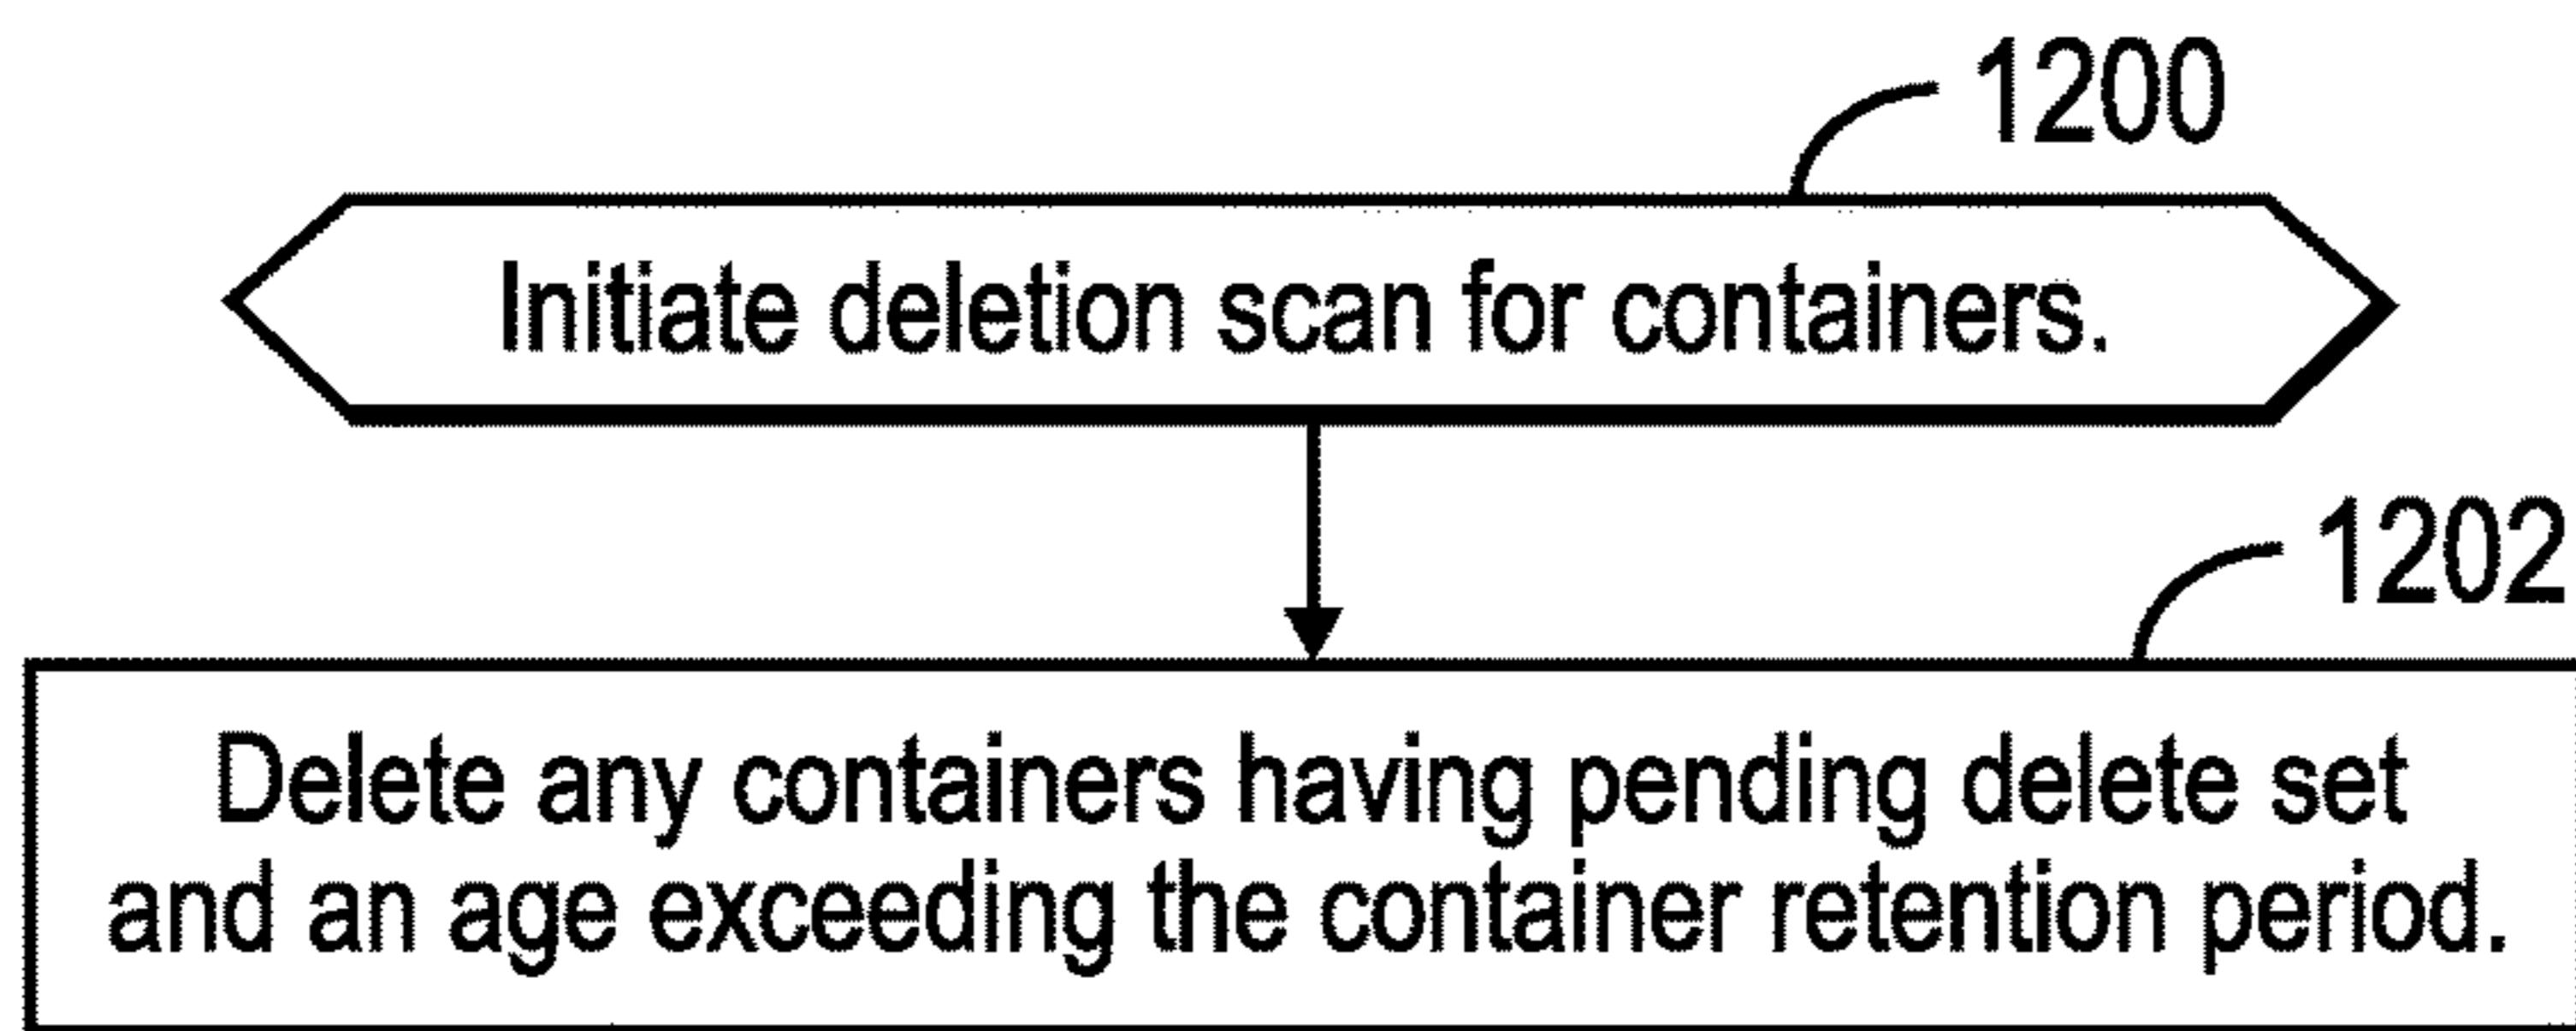 1200
Initiate deletion scan for containers.
1202
Delete any containers having pending delete set
and an age exceeding the container retention period.